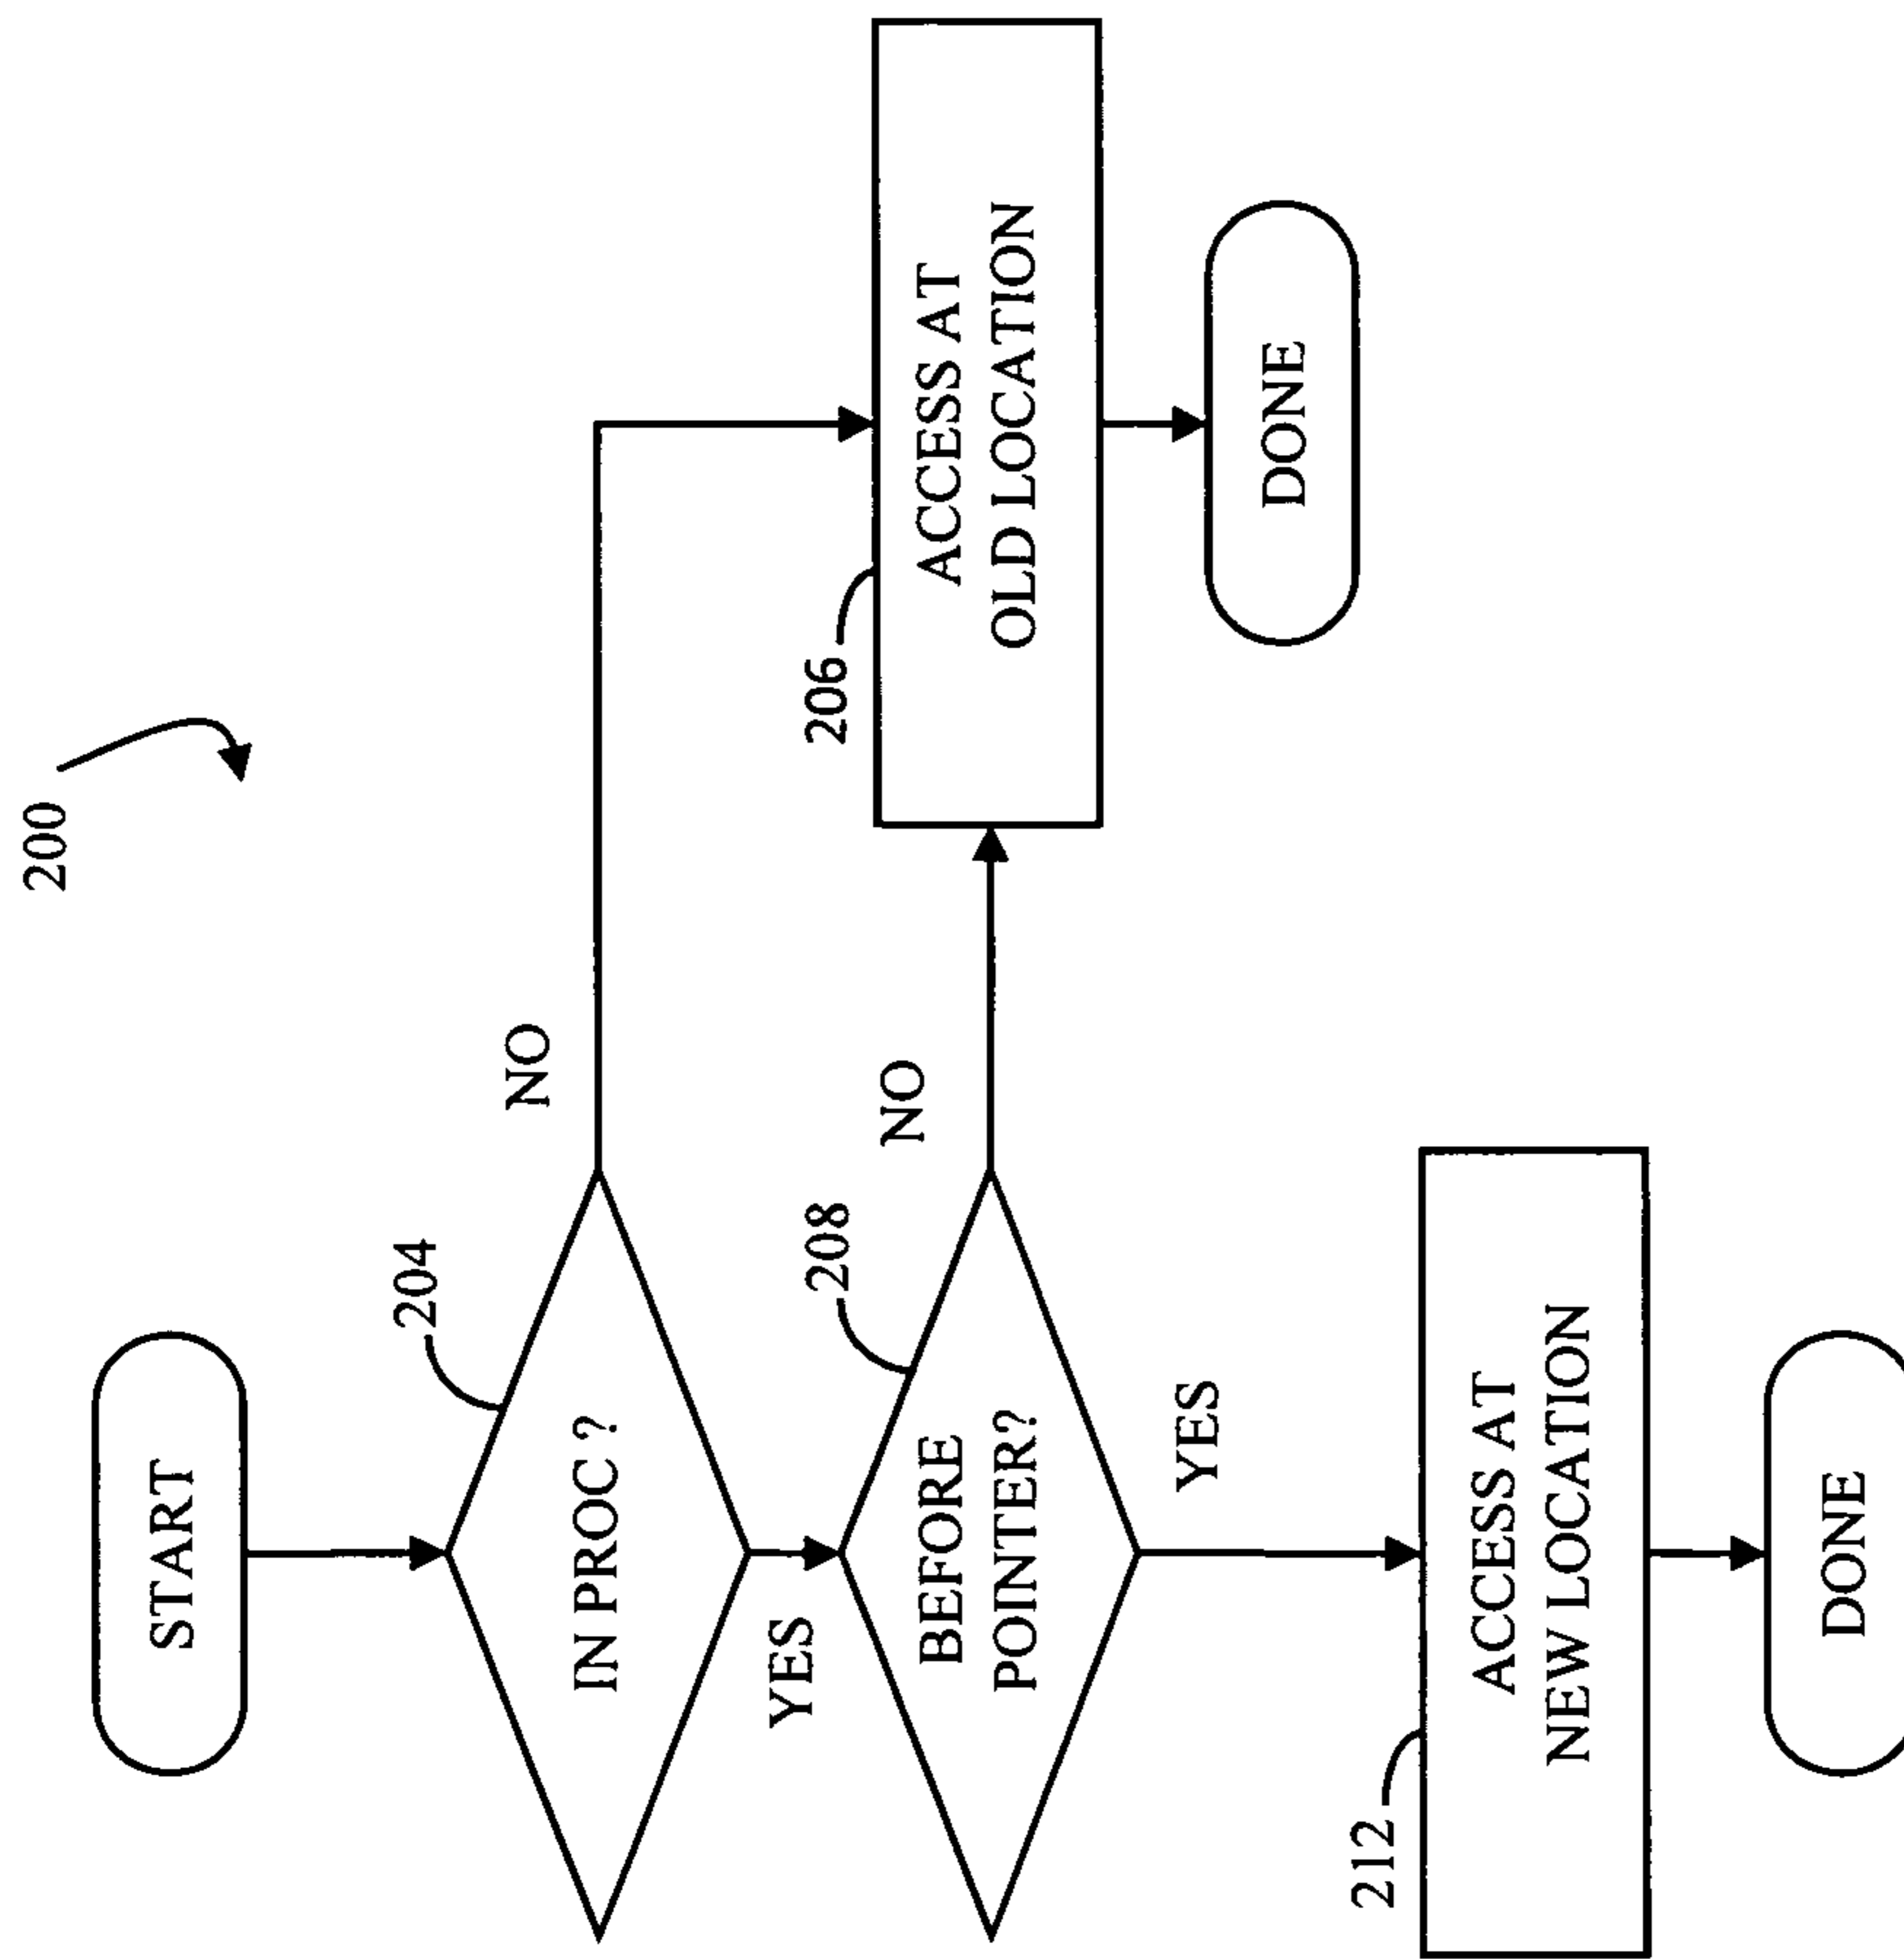 200
START
204
IN PROC ?
NO
YES
208
BEFORE
POINTER?
NO
206
ACCESS AT
OLD LOCATION
DONE
YES
212
ACCESS AT
NEW LOCATION
DONE